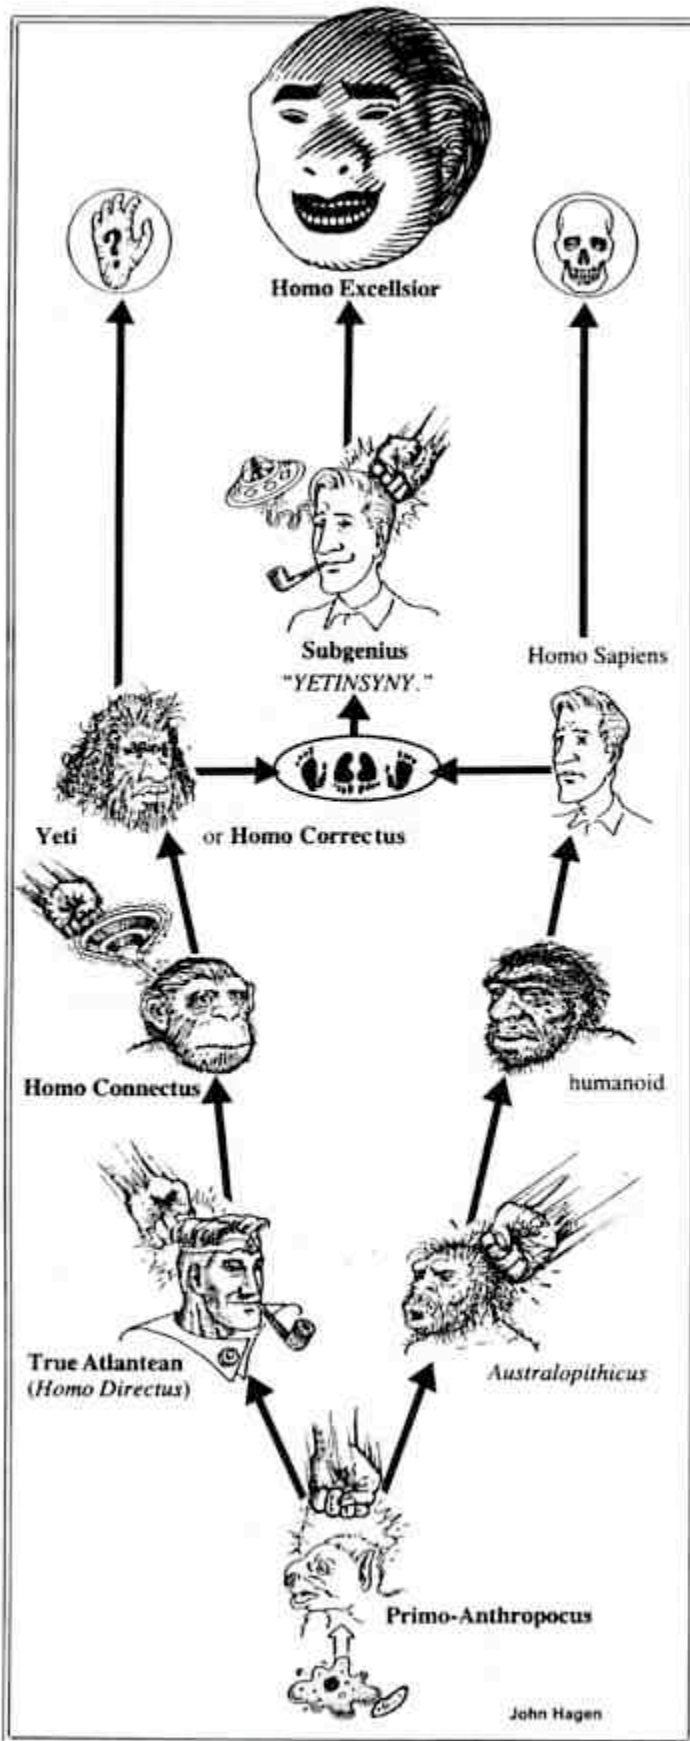 ?
Homo Excellsior
Subgenius
"YETINSYNY."
Homo Sapiens
Yeti
or Homo Correctus
Homo Connectus
humanoid
True Atlantean
(Homo Directus)
Australopithicus
Primo-Anthropocus
John Hagen